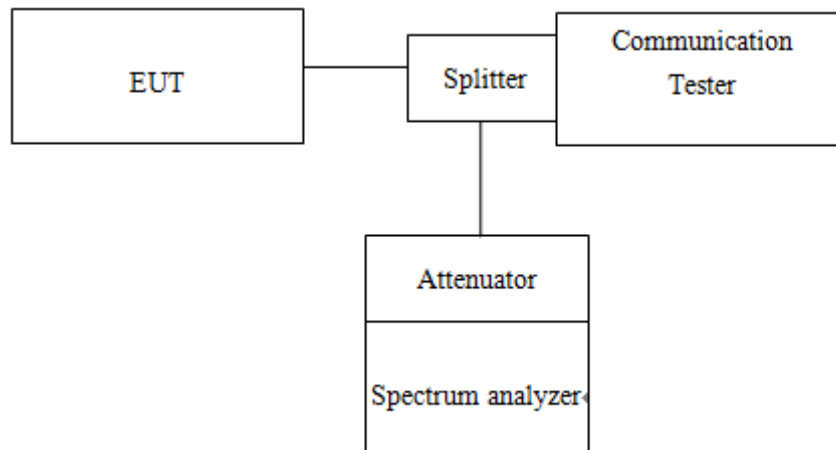 EUT
Splitter
Communication
Tester
Attenuator
Spectrum analyzer